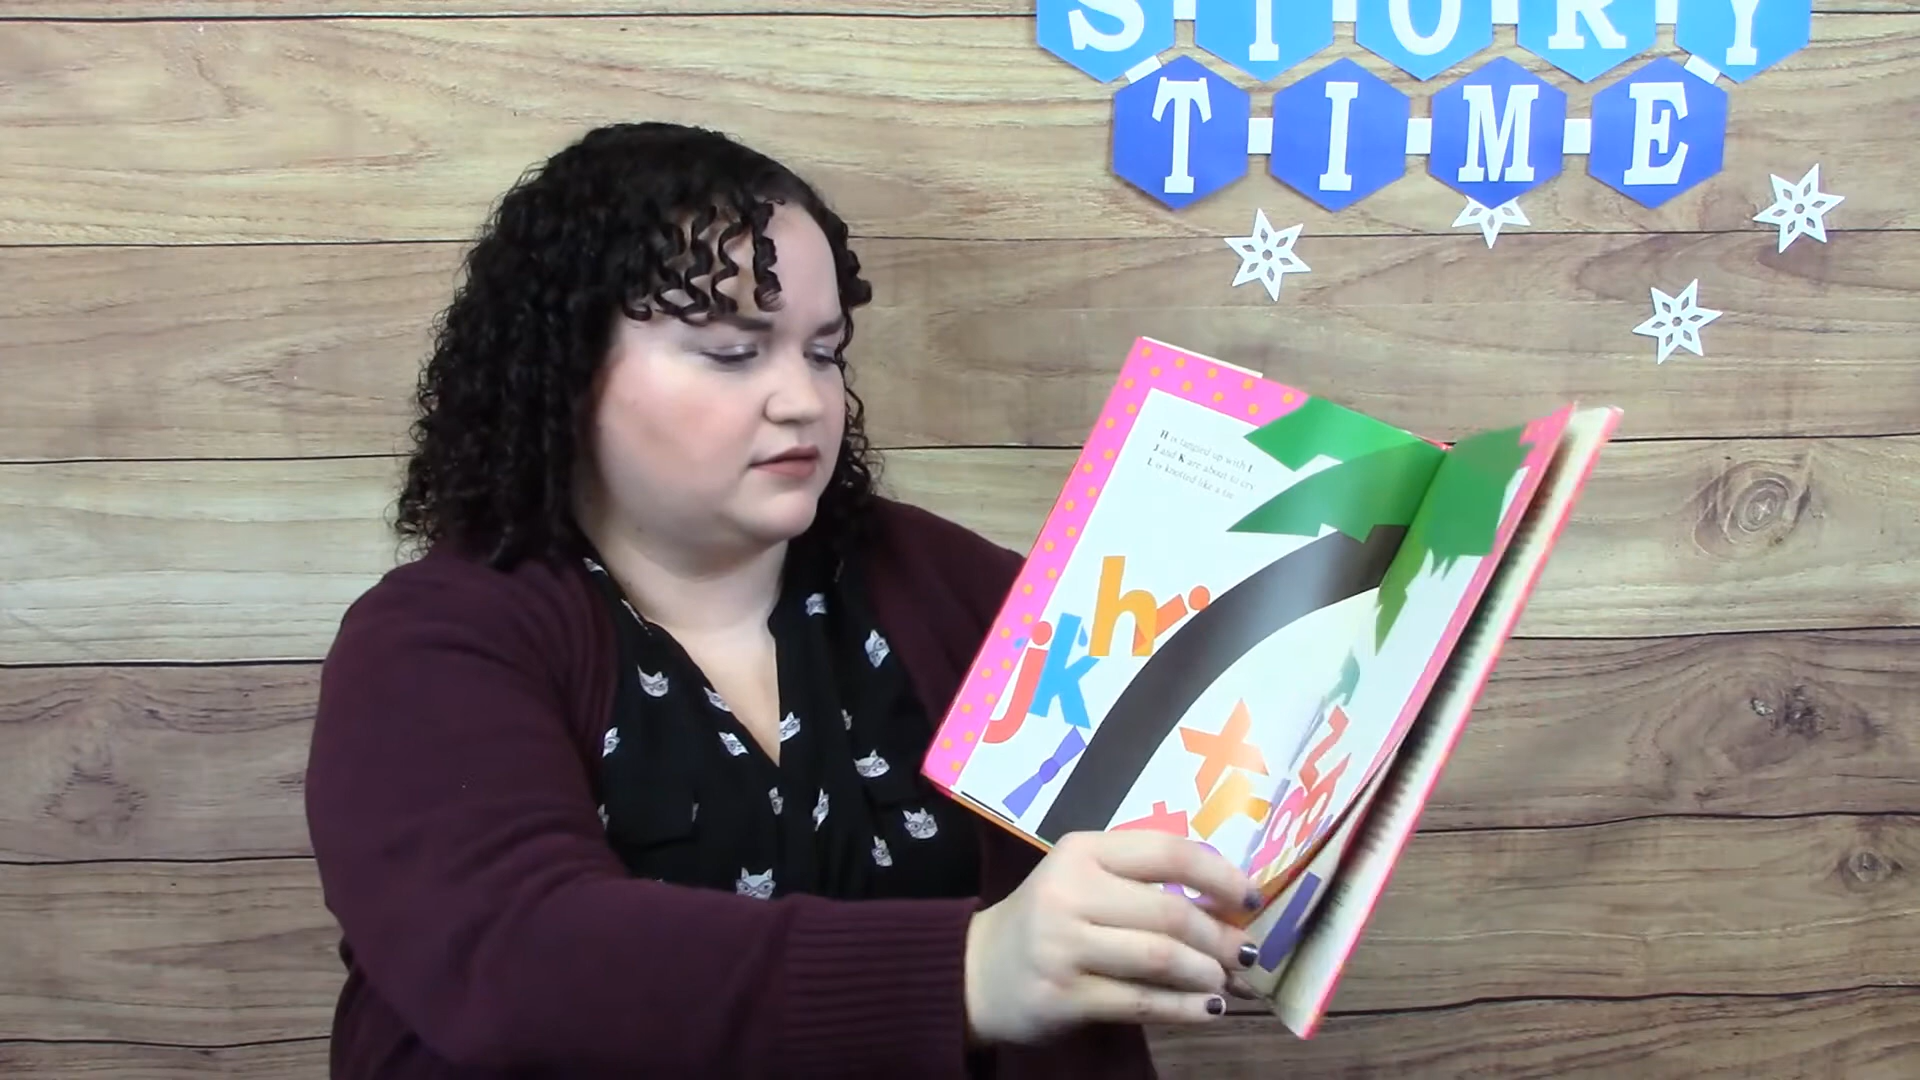 STORY
TIME
H is tangled up with I.
J and K are about to cry.
L is knotted like a tie.
h i
j k
l
x
r